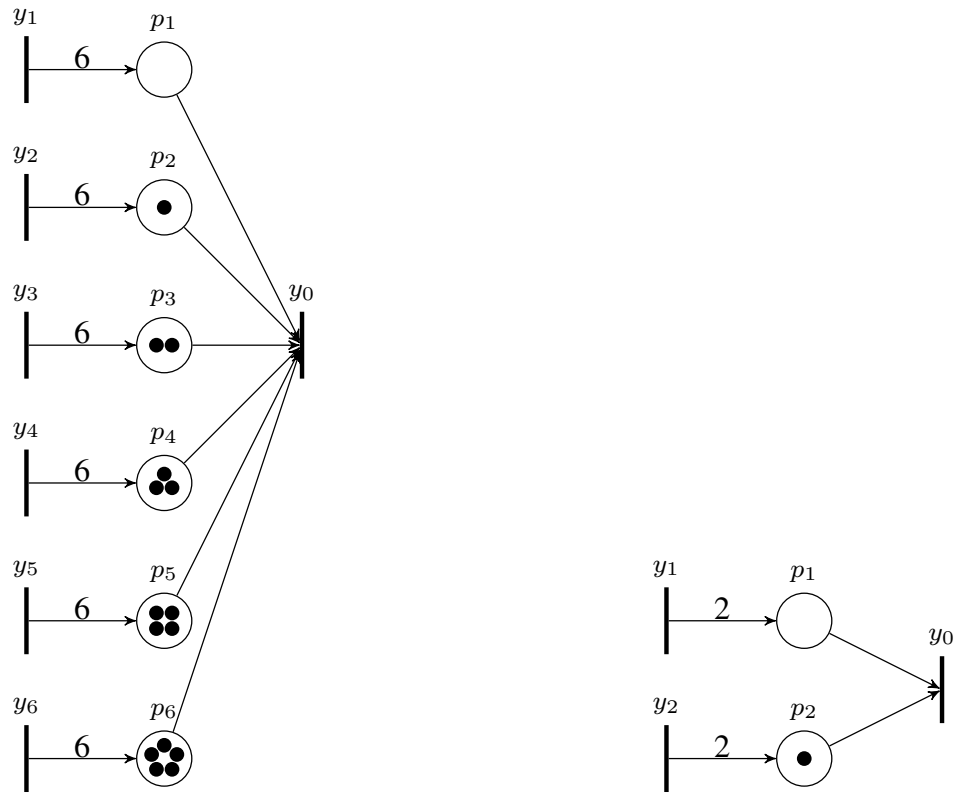 y₁ p₁
6
y₂ p₂
6
y₃ p₃ y₀
6
y₄ p₄
6
y₅ p₅
6
y₆ p₆
6
y₁ p₁
2
y₀
y₂ p₂
2